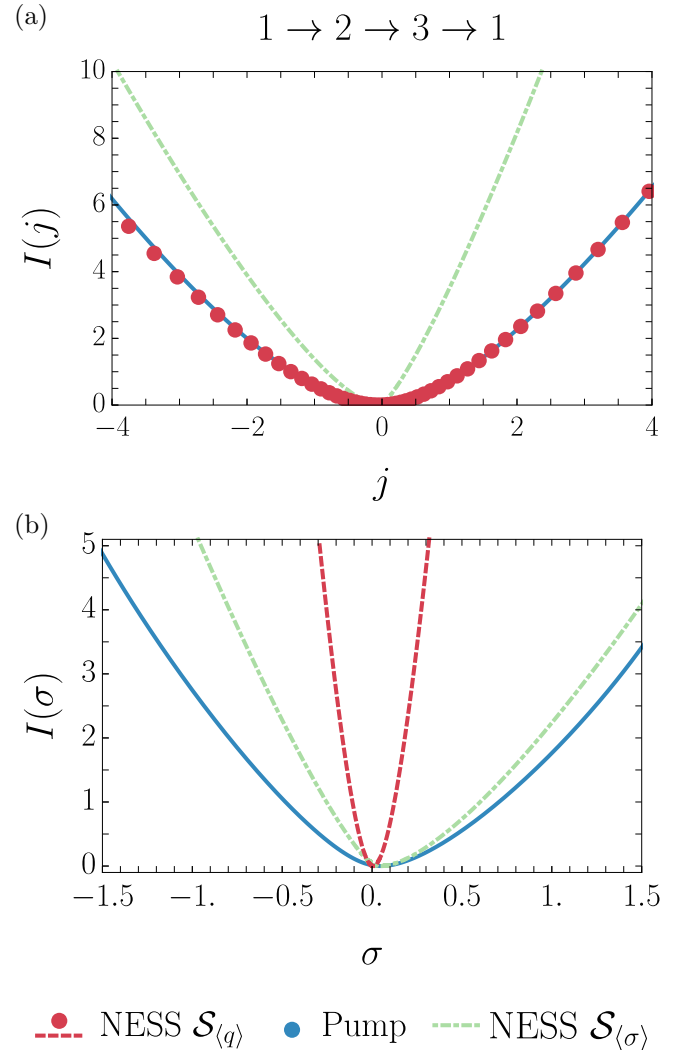 (a)
1 → 2 → 3 → 1
10
8
6
4
2
0
I(j)
−4 −2 0 2 4
j
(b)
5
4
3
2
1
0
I(σ)
−1.5 −1. −0.5 0. 0.5 1. 1.5
σ
NESS 𝒮⟨q⟩ Pump NESS 𝒮⟨σ⟩